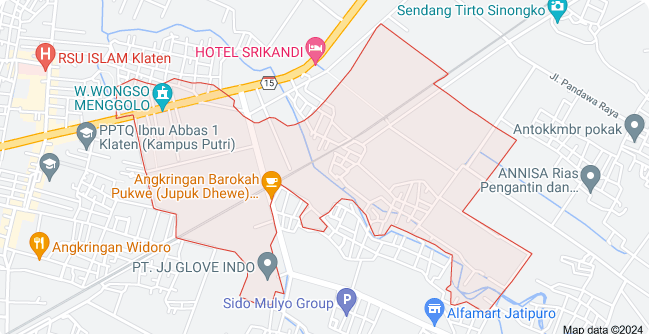 Sendang Tirto Sinongko
HOTEL SRIKANDI
H
RSU ISLAM Klaten
15
Jl. Pandawa Raya
W.WONGSO
MENGGOLO
PPTQ Ibnu Abbas 1
Klaten (Kampus Putri)
Antokkmbr pokak
Angkringan Barokah
Pukwe (Jupuk Dhewe)...
ANNISA Rias
Pengantin dan...
Angkringan Widoro
PT. JJ GLOVE INDO
Sido Mulyo Group
P
Alfamart Jatipuro
Map data ©2024